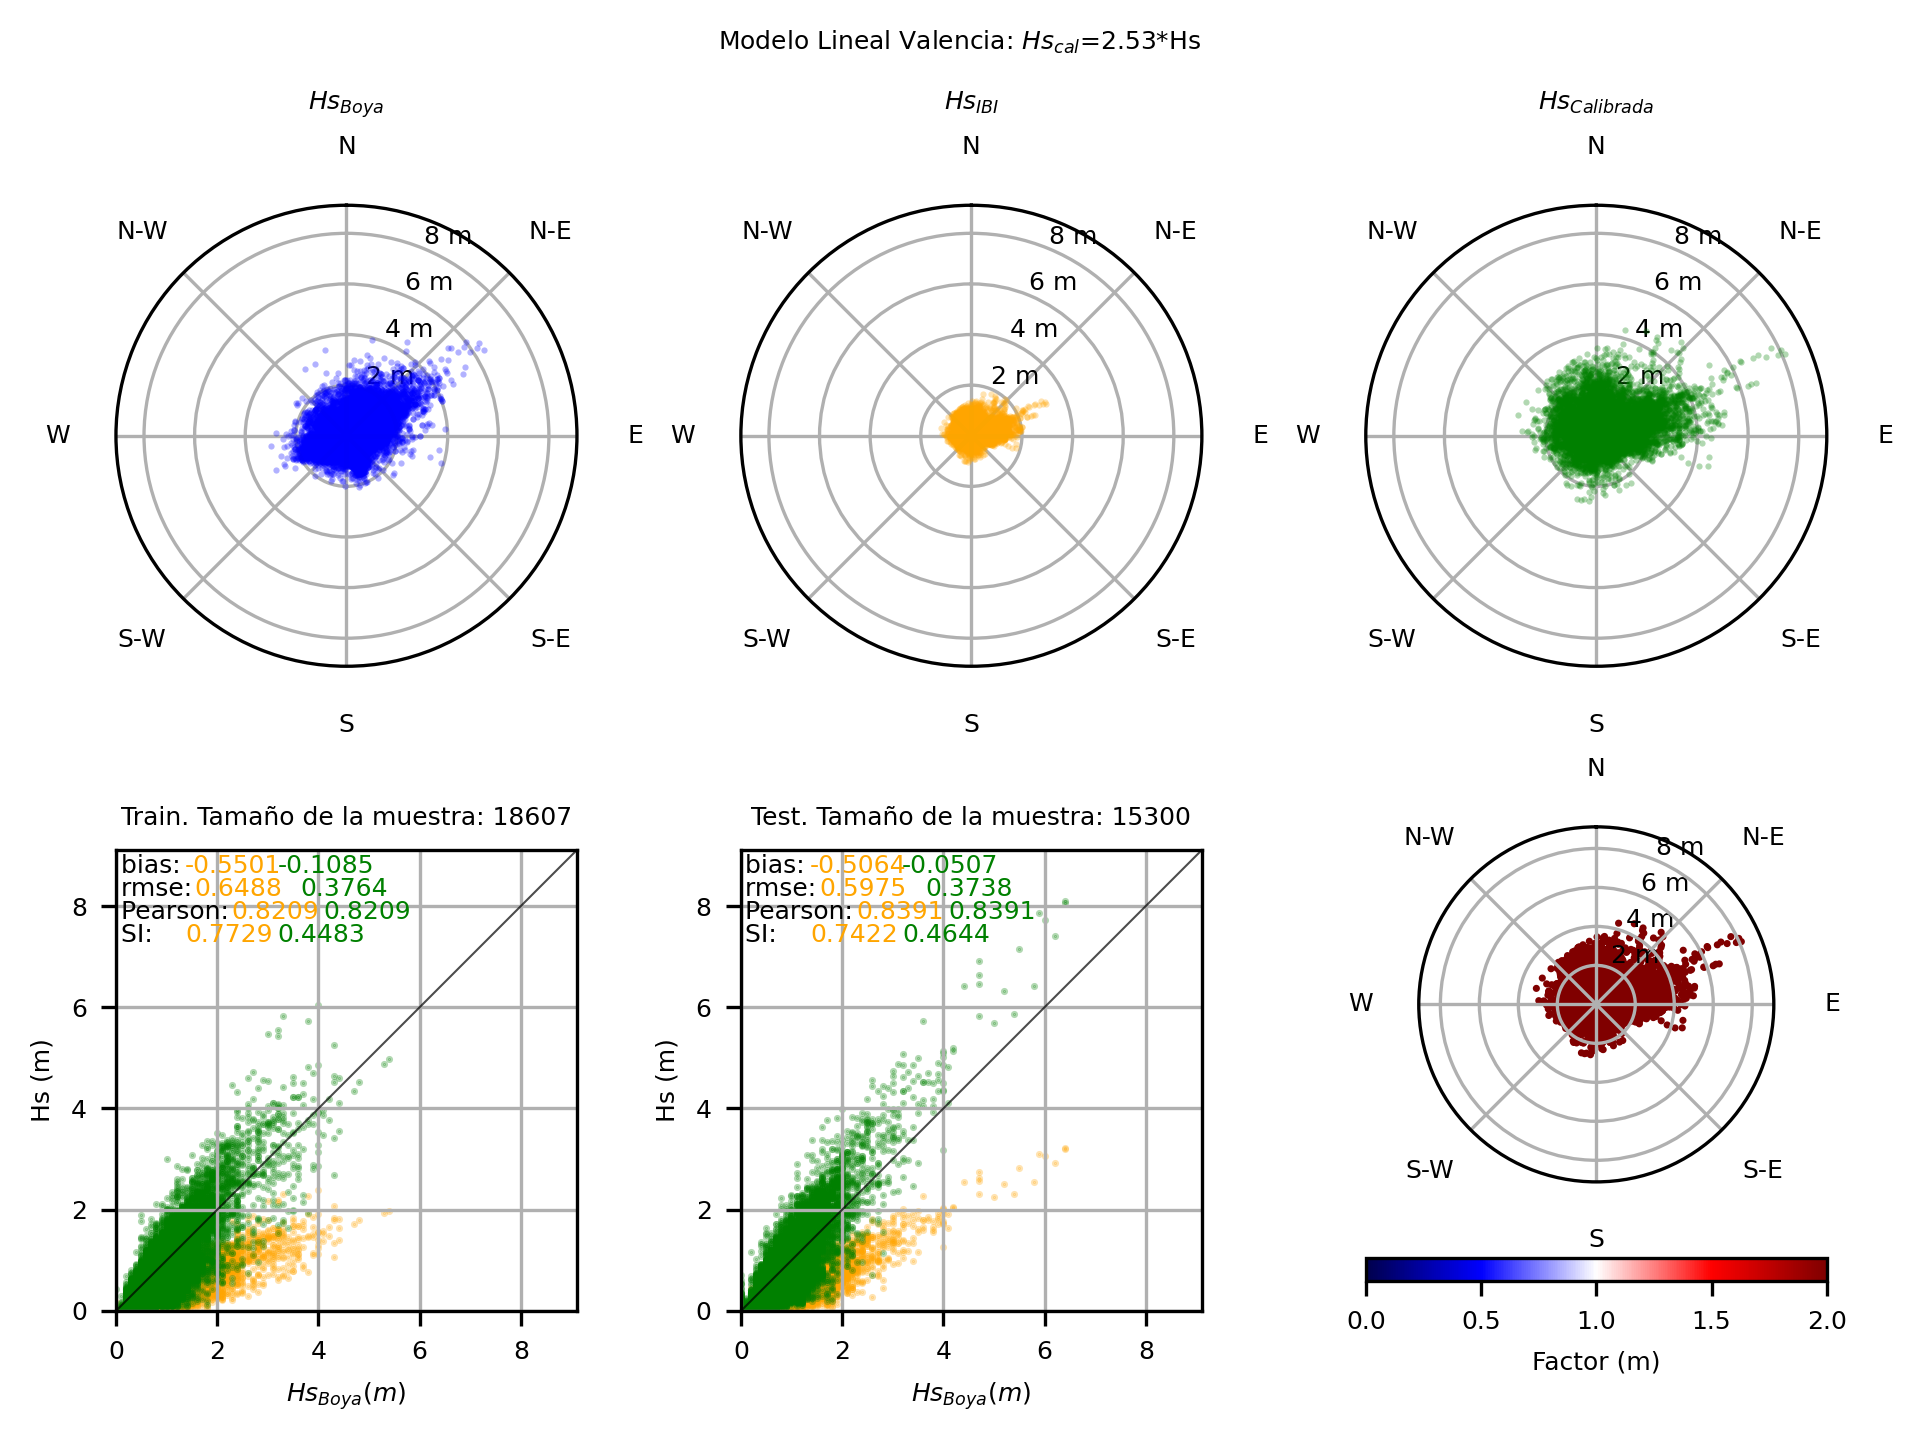 Modelo Lineal Valencia: Hs_cal=2.53*Hs
Hs_Boya
N
N-W
N-E
8 m
6 m
4 m
2 m
W
E
S-W
S-E
S
Hs_IBI
N
N-W
N-E
8 m
6 m
4 m
2 m
W
E
S-W
S-E
S
Hs_Calibrada
N
N-W
N-E
8 m
6 m
4 m
2 m
W
E
S-W
S-E
S
Train. Tamaño de la muestra: 18607
bias: -0.5501 -0.1085
rmse: 0.6488 0.3764
Pearson: 0.8209 0.8209
SI: 0.7729 0.4483
8
6
4
2
0
Hs (m)
0 2 4 6 8
Hs_Boya(m)
Test. Tamaño de la muestra: 15300
bias: -0.5064 -0.0507
rmse: 0.5975 0.3738
Pearson: 0.8391 0.8391
SI: 0.7422 0.4644
8
6
4
2
0
Hs (m)
0 2 4 6 8
Hs_Boya(m)
N
N-W
N-E
8 m
6 m
4 m
2 m
W
E
S-W
S-E
S
0.0 0.5 1.0 1.5 2.0
Factor (m)